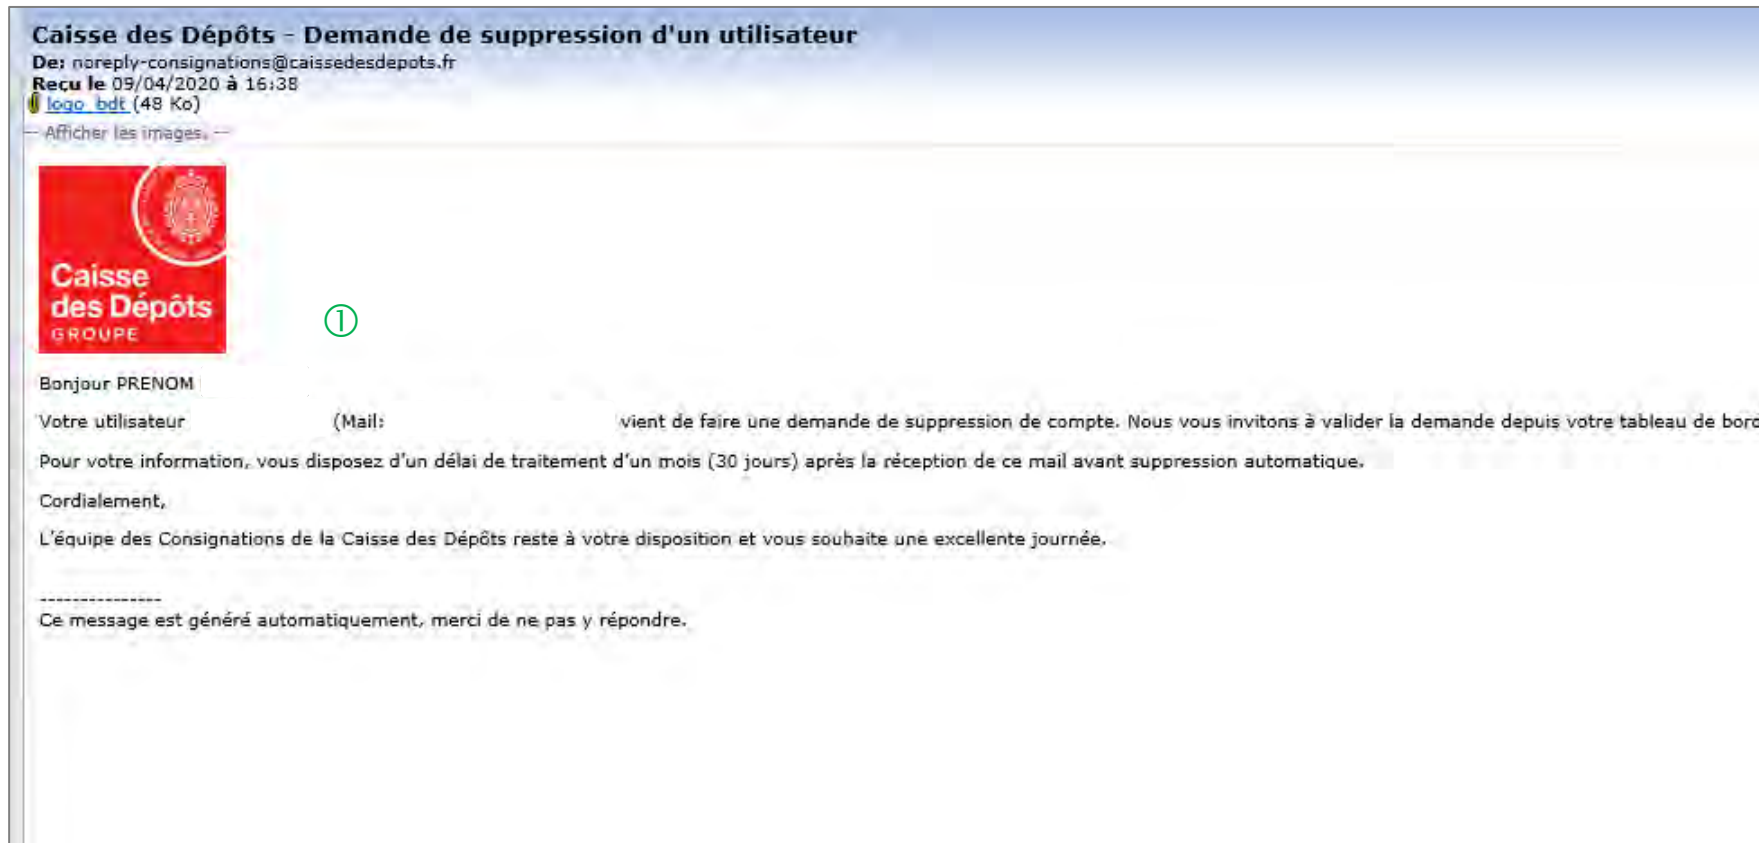 Caisse des Dépôts - Demande de suppression d'un utilisateur
De: noreply-consignations@caissedesdepots.fr
Reçu le 09/04/2020 à 16:38
logo_bdt (48 Ko)
-- Afficher les images. --
Caisse
des Dépôts
GROUPE
①
Bonjour PRENOM
Votre utilisateur (Mail: vient de faire une demande de suppression de compte. Nous vous invitons à valider la demande depuis votre tableau de bord
Pour votre information, vous disposez d'un délai de traitement d'un mois (30 jours) après la réception de ce mail avant suppression automatique.
Cordialement,
L'équipe des Consignations de la Caisse des Dépôts reste à votre disposition et vous souhaite une excellente journée.
---------------
Ce message est généré automatiquement, merci de ne pas y répondre.